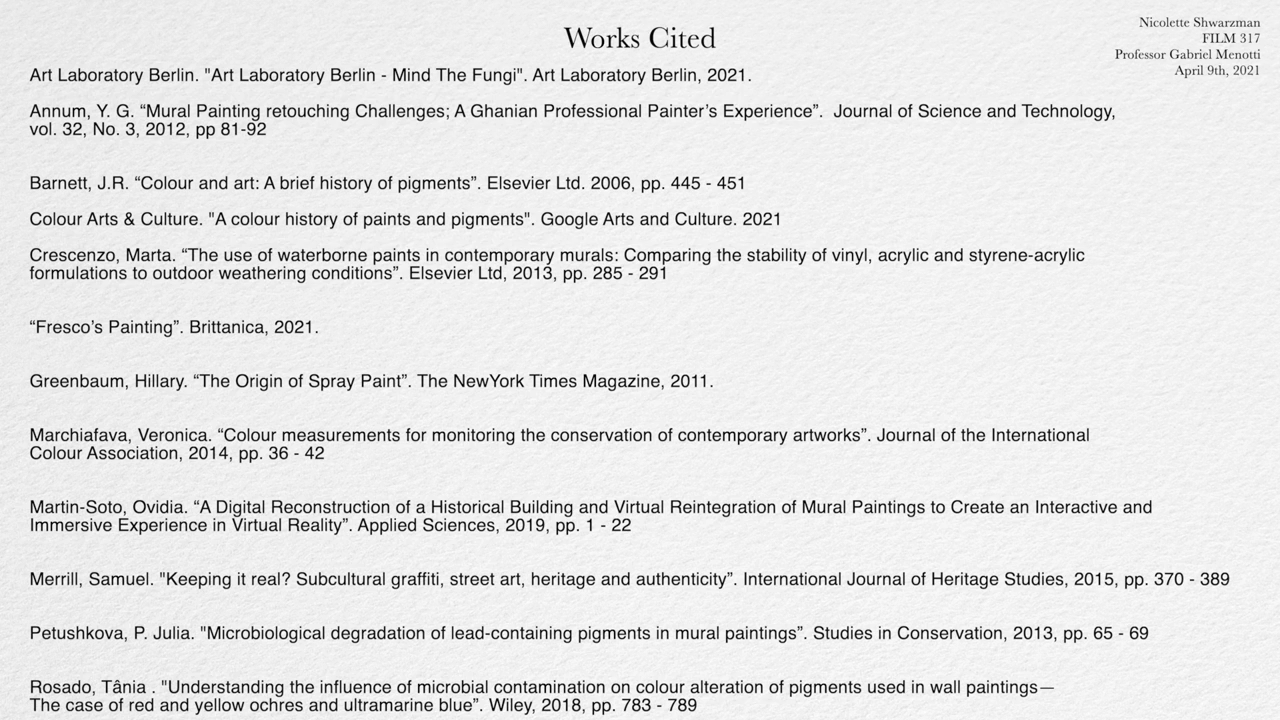 Works Cited
Nicolette Shwarzman
FILM 317
Professor Gabriel Menotti
April 9th, 2021
Art Laboratory Berlin. "Art Laboratory Berlin - Mind The Fungi". Art Laboratory Berlin, 2021.
Annum, Y. G. “Mural Painting retouching Challenges; A Ghanian Professional Painter’s Experience”.  Journal of Science and Technology,
vol. 32, No. 3, 2012, pp 81-92
Barnett, J.R. “Colour and art: A brief history of pigments”. Elsevier Ltd. 2006, pp. 445 - 451
Colour Arts & Culture. "A colour history of paints and pigments". Google Arts and Culture. 2021
Crescenzo, Marta. “The use of waterborne paints in contemporary murals: Comparing the stability of vinyl, acrylic and styrene-acrylic
formulations to outdoor weathering conditions”. Elsevier Ltd, 2013, pp. 285 - 291
“Fresco’s Painting”. Brittanica, 2021.
Greenbaum, Hillary. “The Origin of Spray Paint”. The NewYork Times Magazine, 2011.
Marchiafava, Veronica. “Colour measurements for monitoring the conservation of contemporary artworks”. Journal of the International
Colour Association, 2014, pp. 36 - 42
Martin-Soto, Ovidia. “A Digital Reconstruction of a Historical Building and Virtual Reintegration of Mural Paintings to Create an Interactive and
Immersive Experience in Virtual Reality”. Applied Sciences, 2019, pp. 1 - 22
Merrill, Samuel. "Keeping it real? Subcultural graffiti, street art, heritage and authenticity”. International Journal of Heritage Studies, 2015, pp. 370 - 389
Petushkova, P. Julia. "Microbiological degradation of lead-containing pigments in mural paintings”. Studies in Conservation, 2013, pp. 65 - 69
Rosado, Tânia . "Understanding the influence of microbial contamination on colour alteration of pigments used in wall paintings—
The case of red and yellow ochres and ultramarine blue”. Wiley, 2018, pp. 783 - 789